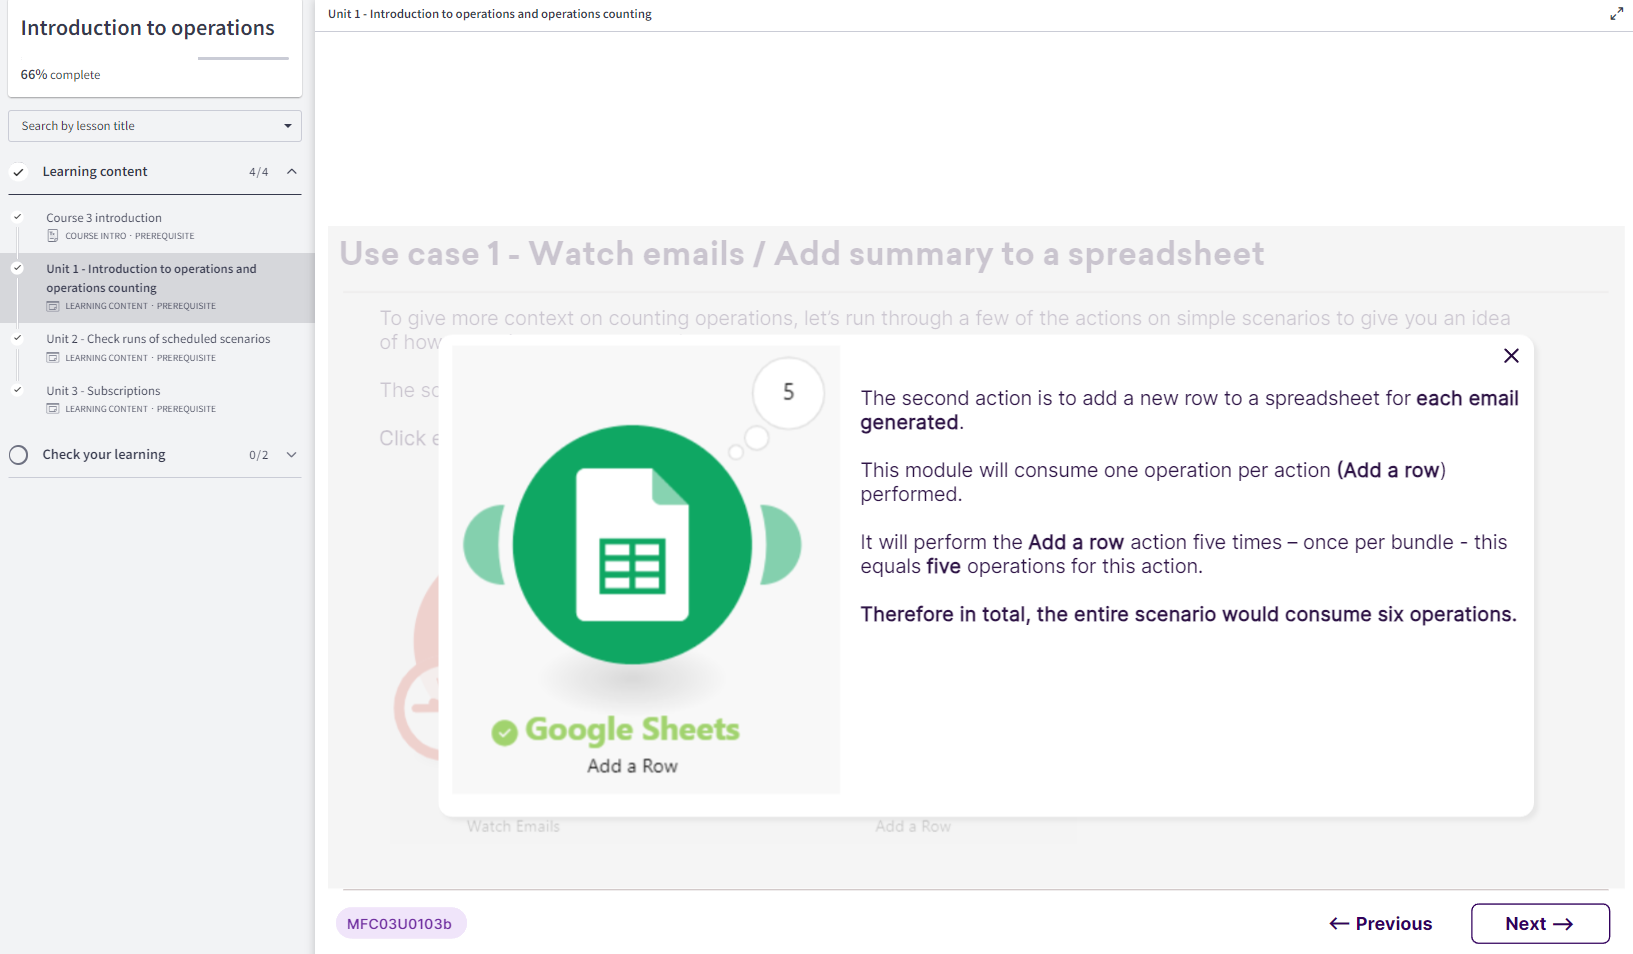 Introduction to operations
66% complete
Search by lesson title
Learning content 4/4
Course 3 introduction
COURSE INTRO · PREREQUISITE
Unit 1 - Introduction to operations and
operations counting
LEARNING CONTENT · PREREQUISITE
Unit 2 - Check runs of scheduled scenarios
LEARNING CONTENT · PREREQUISITE
Unit 3 - Subscriptions
LEARNING CONTENT · PREREQUISITE
Check your learning 0/2
Unit 1 - Introduction to operations and operations counting
Use case 1 - Watch emails / Add summary to a spreadsheet
To give more context on counting operations, let's run through a few of the actions on simple scenarios to give you an idea
of how
The
Click
5
Google Sheets
Add a Row
The second action is to add a new row to a spreadsheet for each email
generated.
This module will consume one operation per action (Add a row)
performed.
It will perform the Add a row action five times – once per bundle - this
equals five operations for this action.
Therefore in total, the entire scenario would consume six operations.
Watch Emails
Add a Row
MFC03U0103b
← Previous
Next →